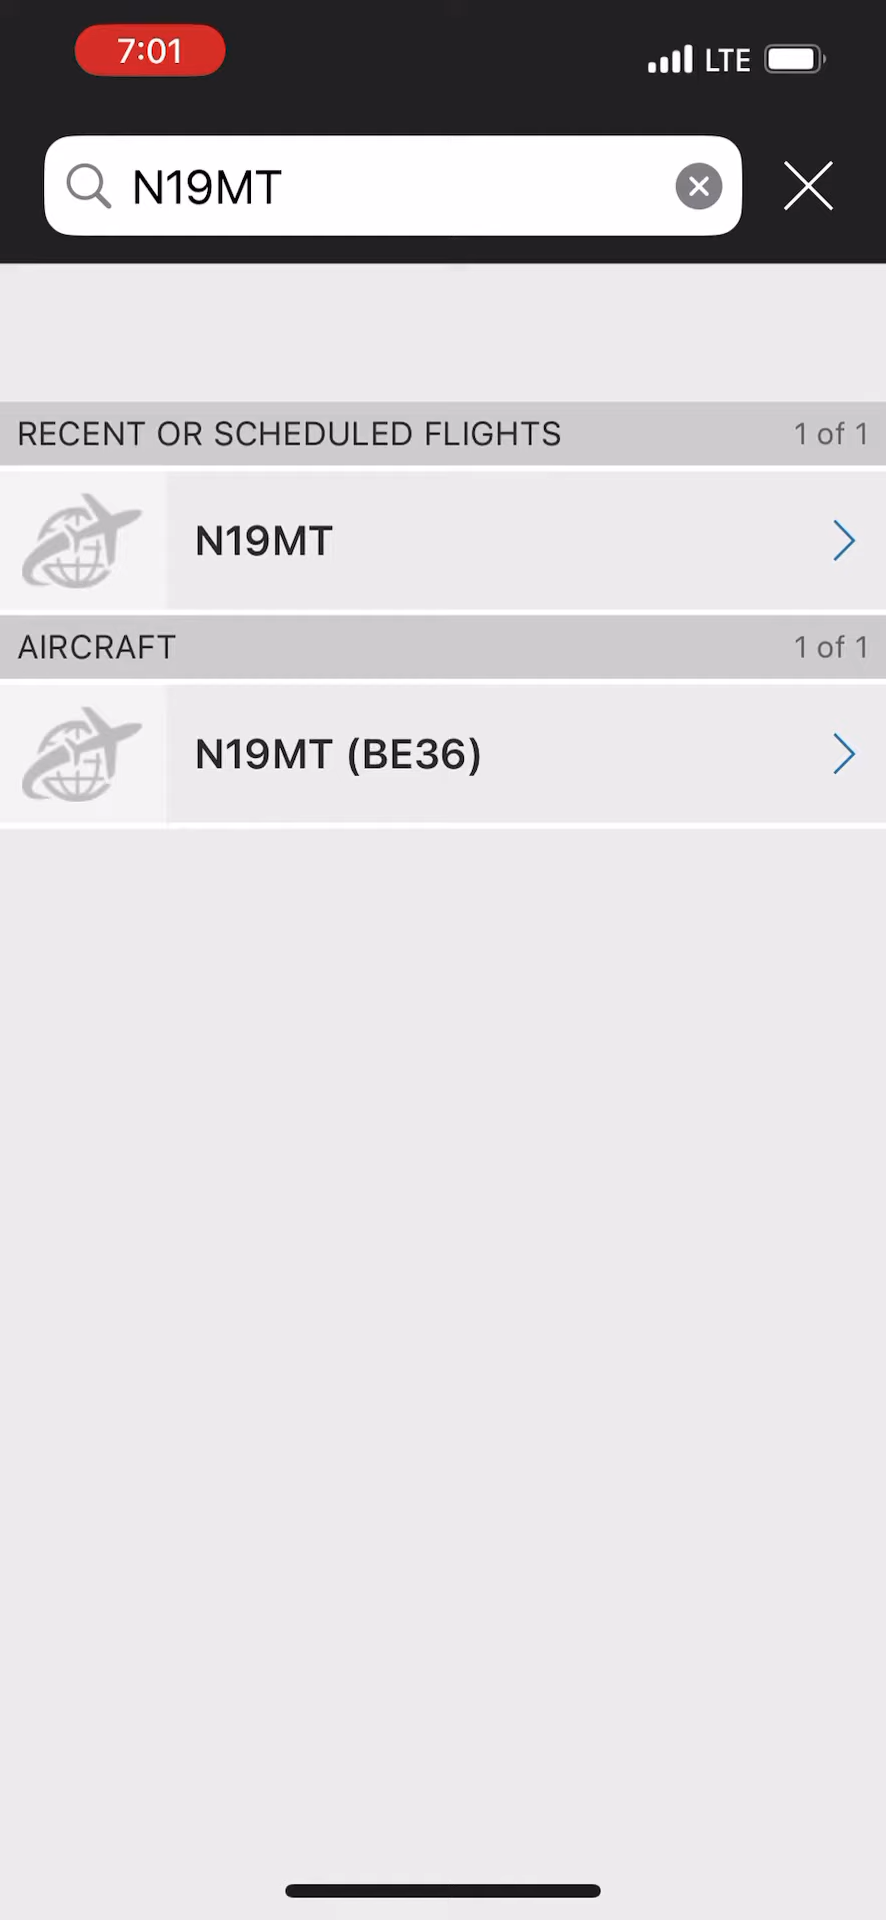 7:01
LTE
N19MT
RECENT OR SCHEDULED FLIGHTS 1 of 1
N19MT
AIRCRAFT 1 of 1
N19MT (BE36)